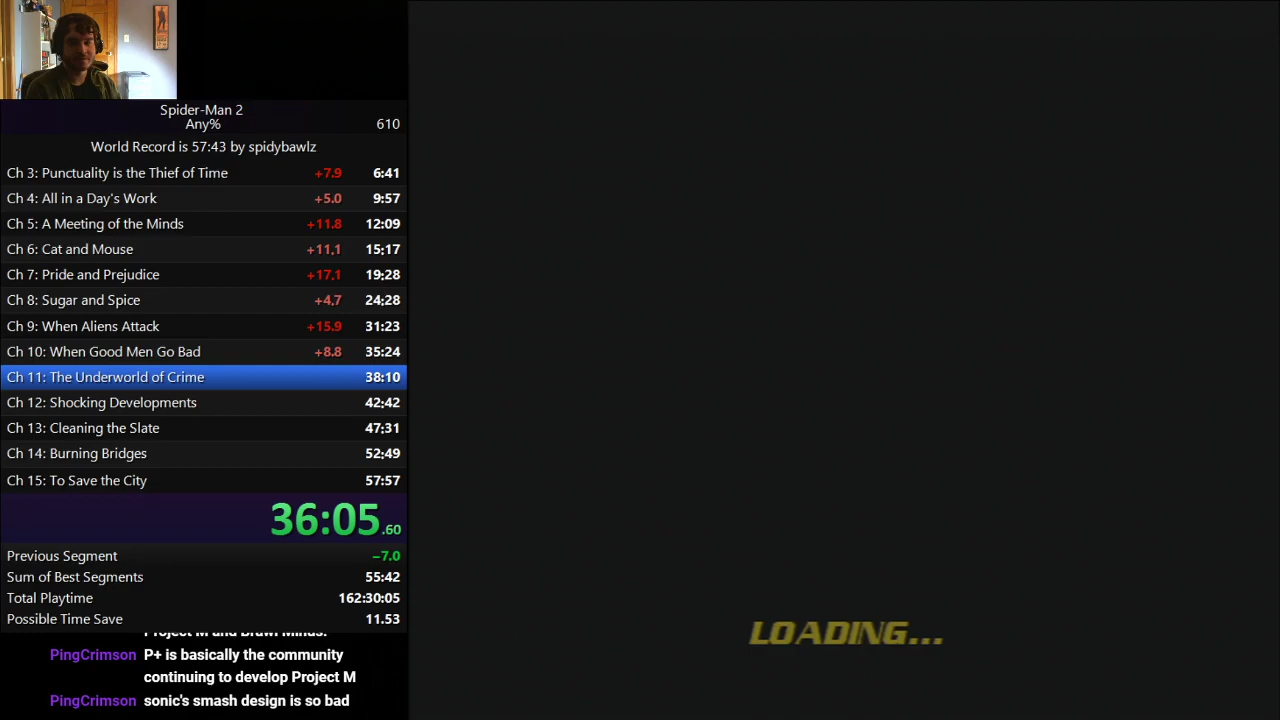 Spider-Man 2
Any%
610
World Record is 57:43 by spidybawlz
Ch 3: Punctuality is the Thief of Time +7.9 6:41
Ch 4: All in a Day's Work +5.0 9:57
Ch 5: A Meeting of the Minds +11.8 12:09
Ch 6: Cat and Mouse +11.1 15:17
Ch 7: Pride and Prejudice +17.1 19:28
Ch 8: Sugar and Spice +4.7 24:28
Ch 9: When Aliens Attack +15.9 31:23
Ch 10: When Good Men Go Bad +8.8 35:24
Ch 11: The Underworld of Crime 38:10
Ch 12: Shocking Developments 42:42
Ch 13: Cleaning the Slate 47:31
Ch 14: Burning Bridges 52:49
Ch 15: To Save the City 57:57
36:05.60
Previous Segment −7.0
Sum of Best Segments 55:42
Total Playtime 162:30:05
Possible Time Save 11.53
Project M and Brawl Minus.
PingCrimson P+ is basically the community
continuing to develop Project M
PingCrimson sonic's smash design is so bad
LOADING...